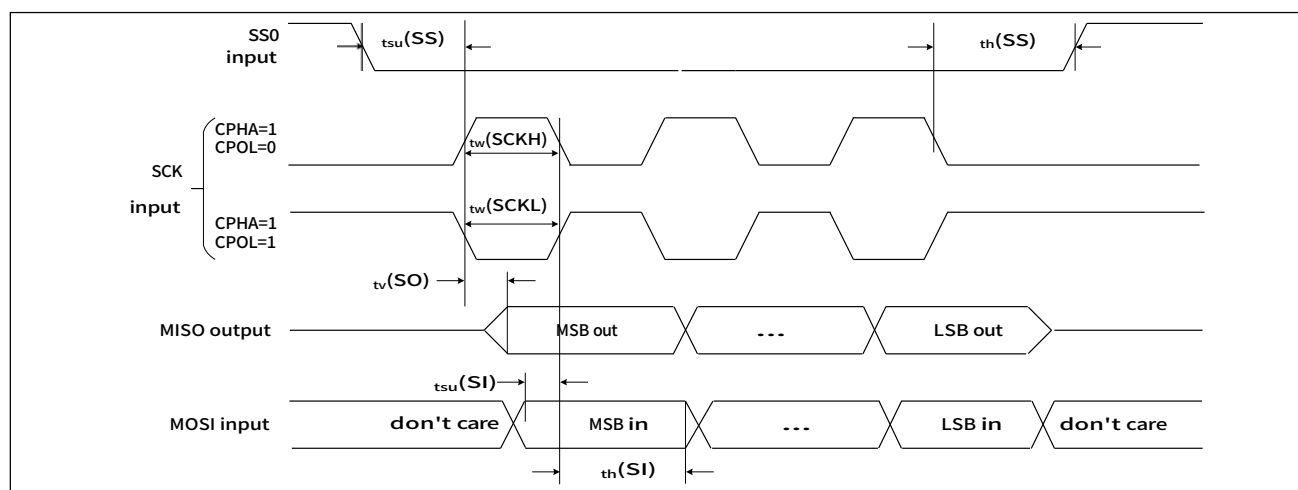 SS0
input
tsu(SS)
th(SS)
SCK
input
CPHA=1
CPOL=0
tw(SCKH)
CPHA=1
CPOL=1
tw(SCKL)
tv(SO)
MISO output
MSB out
...
LSB out
tsu(SI)
MOSI input
don't care
MSB in
...
LSB in
don't care
th(SI)